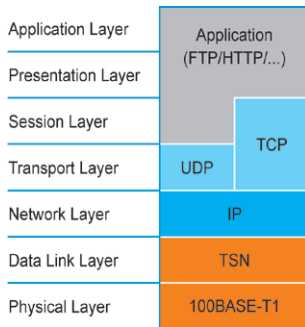 Application Layer
Presentation Layer
Session Layer
Transport Layer
Network Layer
Data Link Layer
Physical Layer
Application
(FTP/HTTP/...)
TCP
UDP
IP
TSN
100BASE-T1